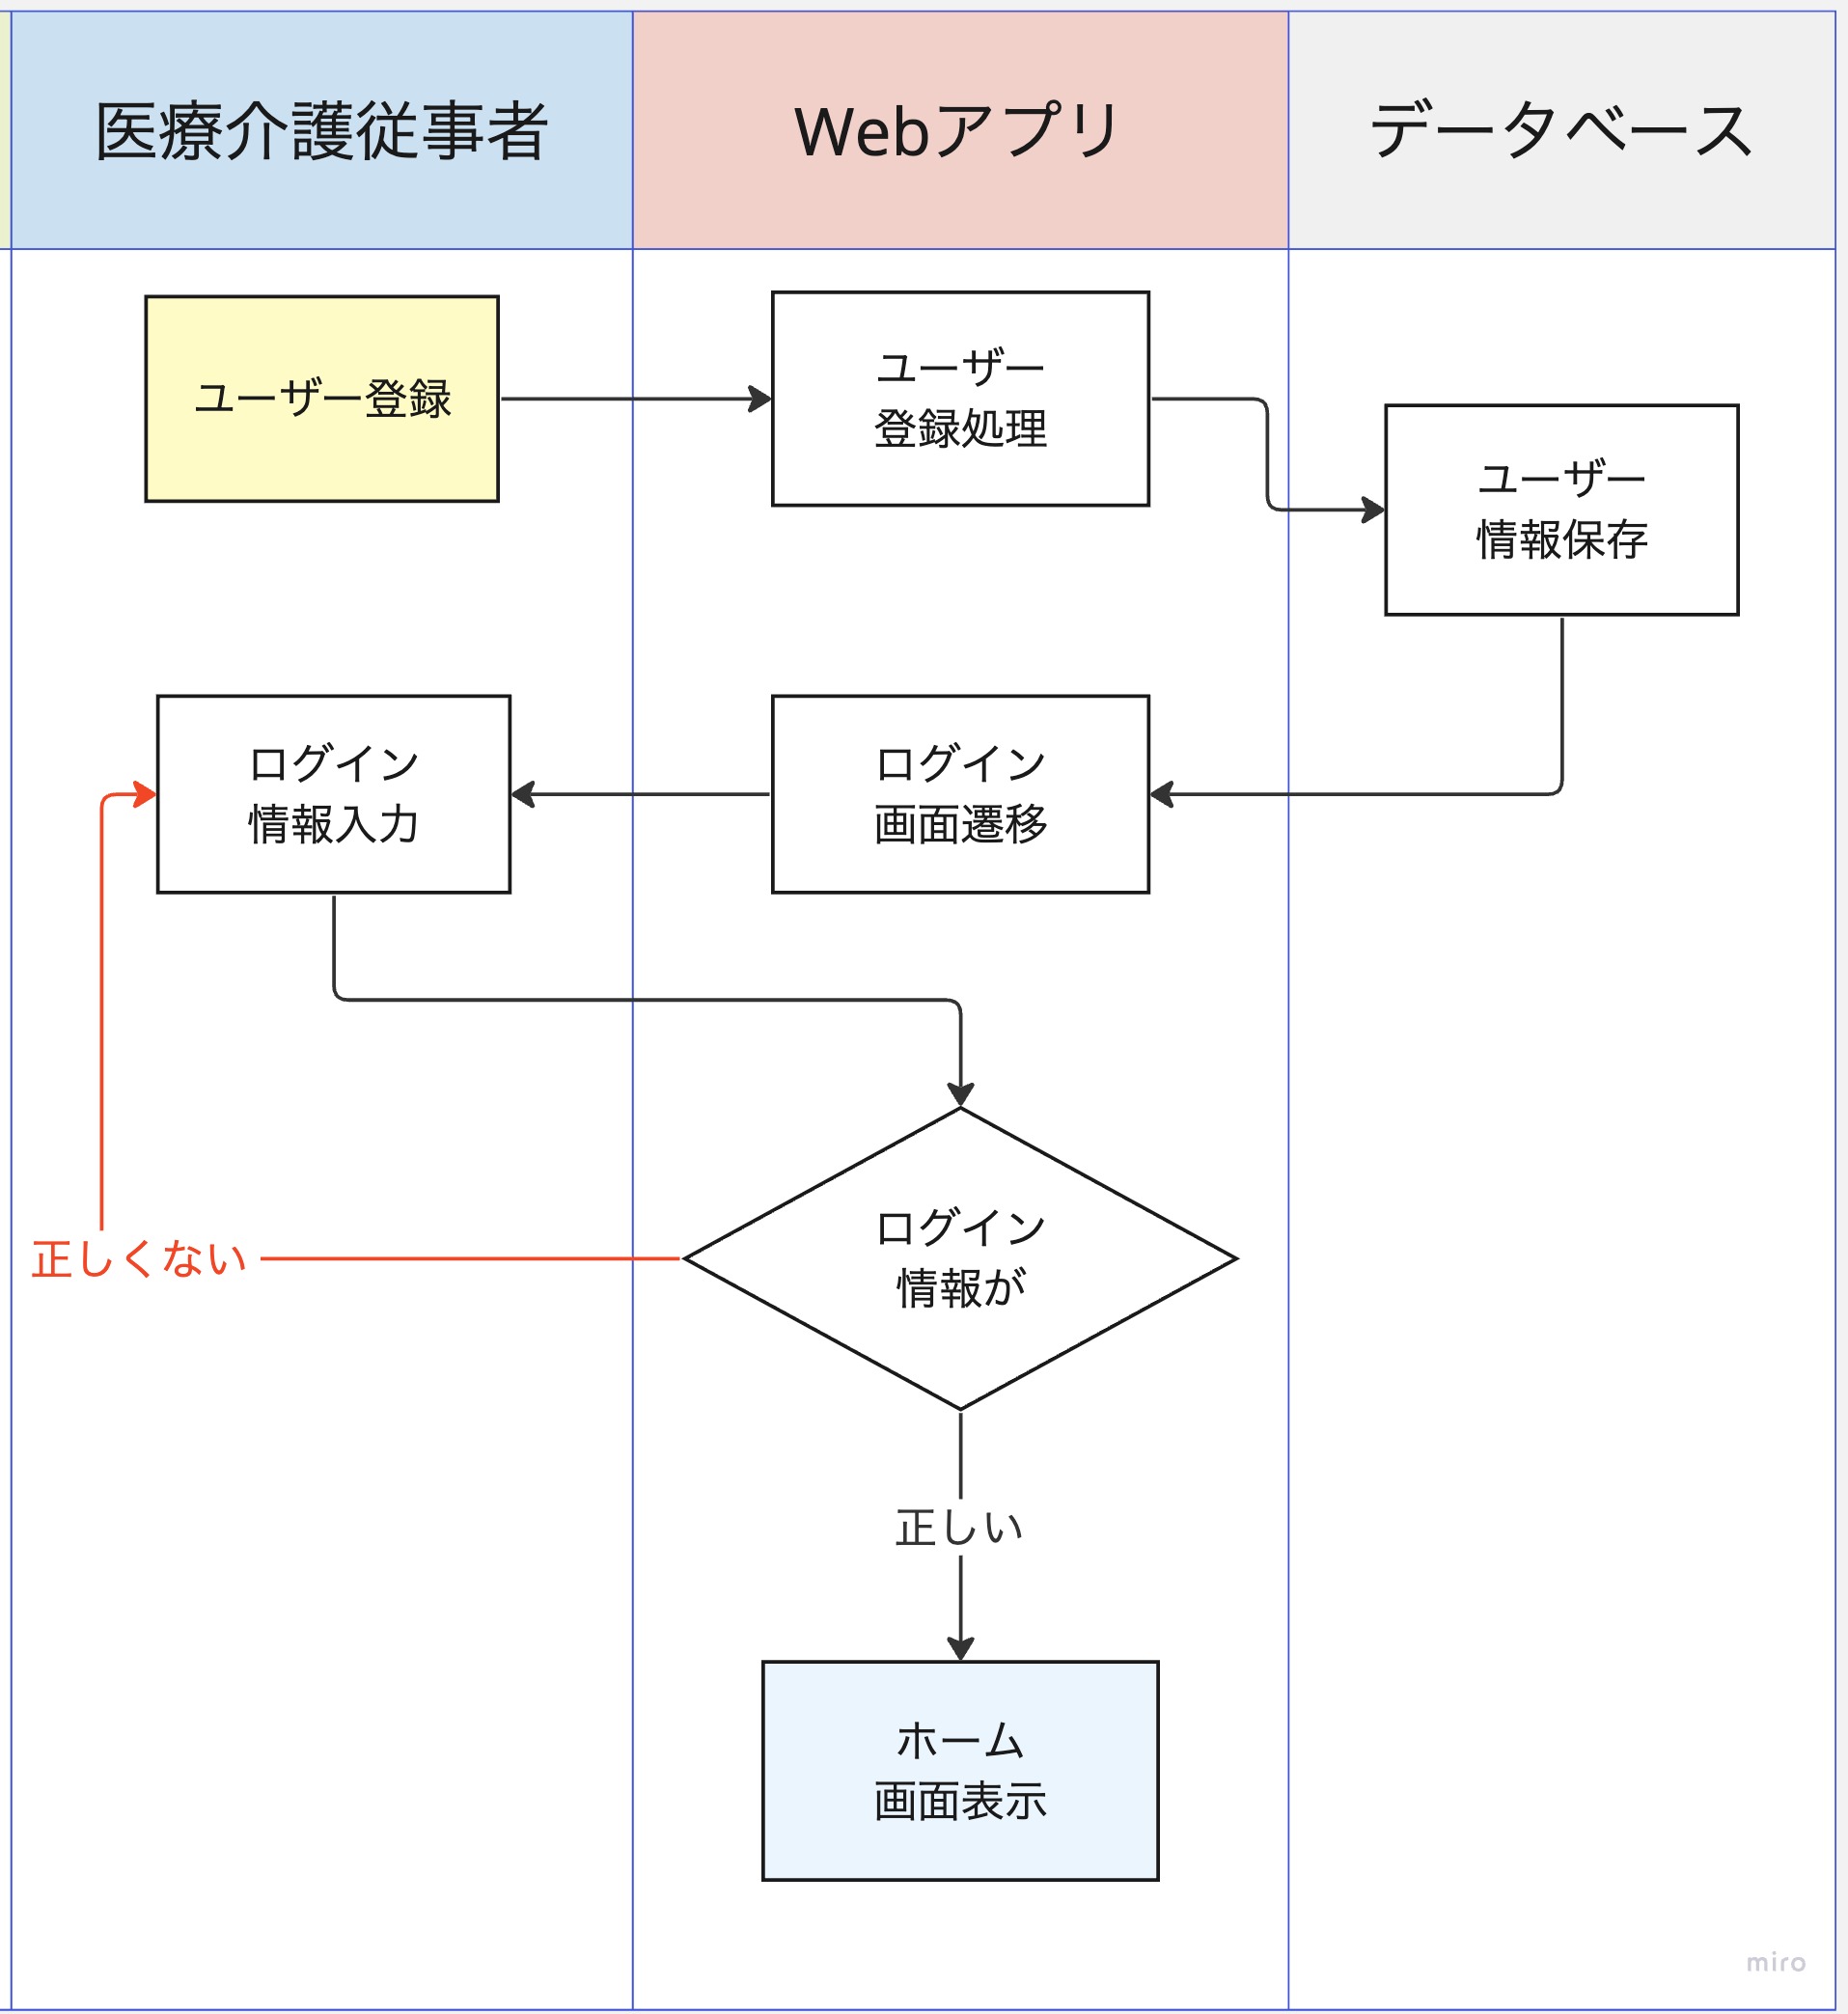 医療介護従事者
Webアプリ
データベース
ユーザー登録
ユーザー
登録処理
ユーザー
情報保存
ログイン
情報入力
ログイン
画面遷移
ログイン
情報が
正しくない
正しい
ホーム
画面表示
miro